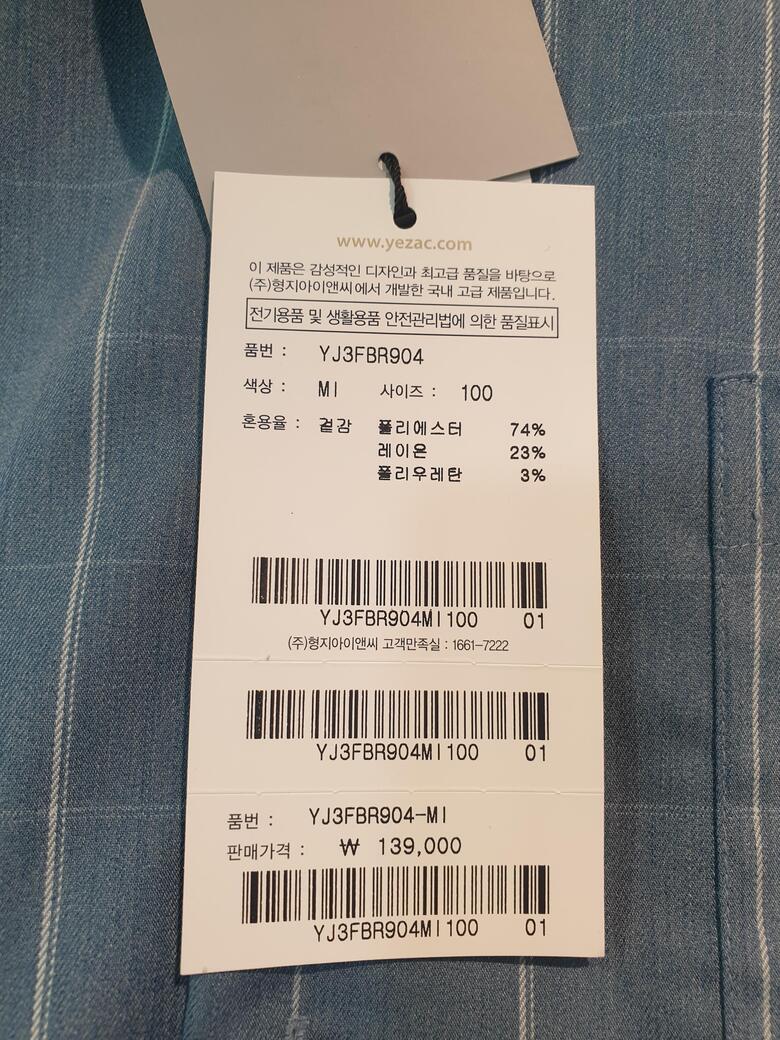 www.yezac.com
이 제품은 감성적인 디자인과 최고급 품질을 바탕으로
(주)형지아이앤씨에서 개발한 국내 고급 제품입니다.
전기용품 및 생활용품 안전관리법에 의한 품질표시
품번 : YJ3FBR904
색상 : MI 사이즈 : 100
혼용율 : 겉감 폴리에스터 74%
레이온 23%
폴리우레탄 3%
YJ3FBR904MI100 01
(주)형지아이앤씨 고객만족실 : 1661-7222
YJ3FBR904MI100 01
품번 : YJ3FBR904-MI
판매가격 : ₩ 139,000
YJ3FBR904MI100 01